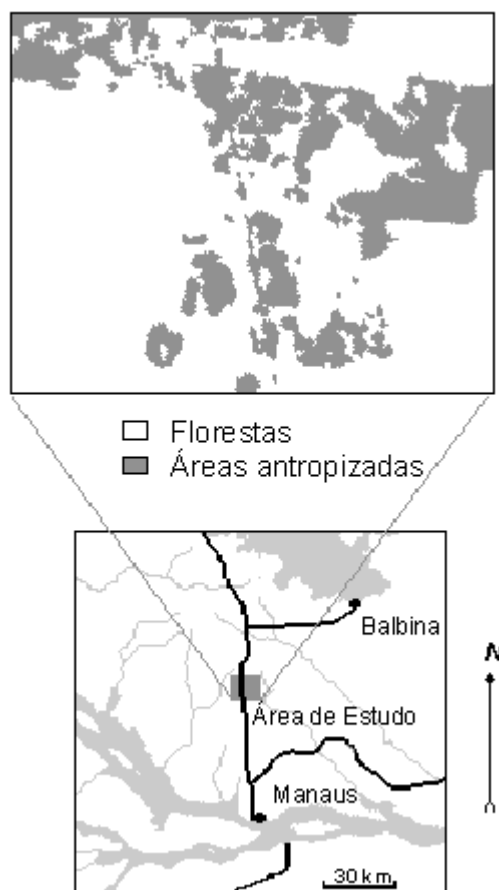 Florestas
Áreas antropizadas
Balbina
N
Área de Estudo
Manaus
30 km